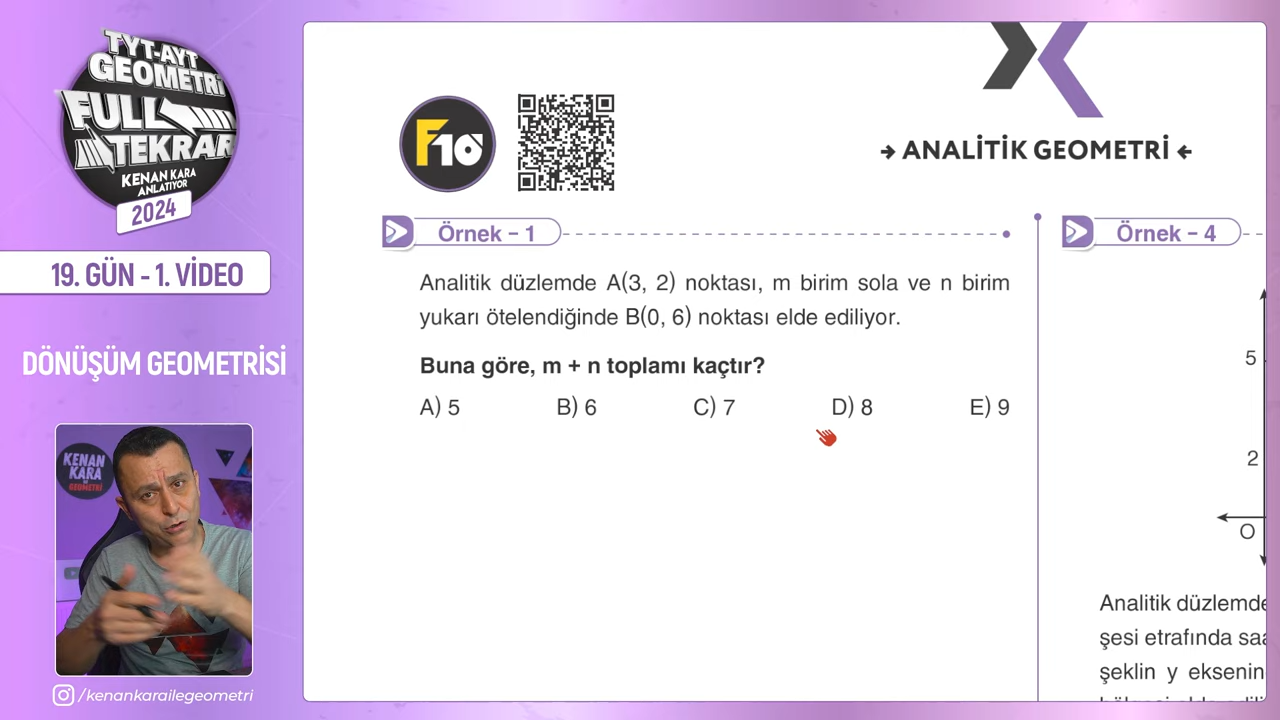 TYT-AYT
GEOMETRİ
FULL
TEKRAR
KENAN KARA
ANLATIYOR
2024
19. GÜN - 1. VİDEO
DÖNÜŞÜM GEOMETRİSİ
KENAN
KARA
GEOMETRİ
/kenankarailegeometri
F10
→ ANALİTİK GEOMETRİ ←
Örnek – 1
Analitik düzlemde A(3, 2) noktası, m birim sola ve n birim
yukarı ötelendiğinde B(0, 6) noktası elde ediliyor.
Buna göre, m + n toplamı kaçtır?
A) 5 B) 6 C) 7 D) 8 E) 9
Örnek – 4
5
2
O
Analitik düzlemde
şesi etrafında saa
şeklin y eksenin